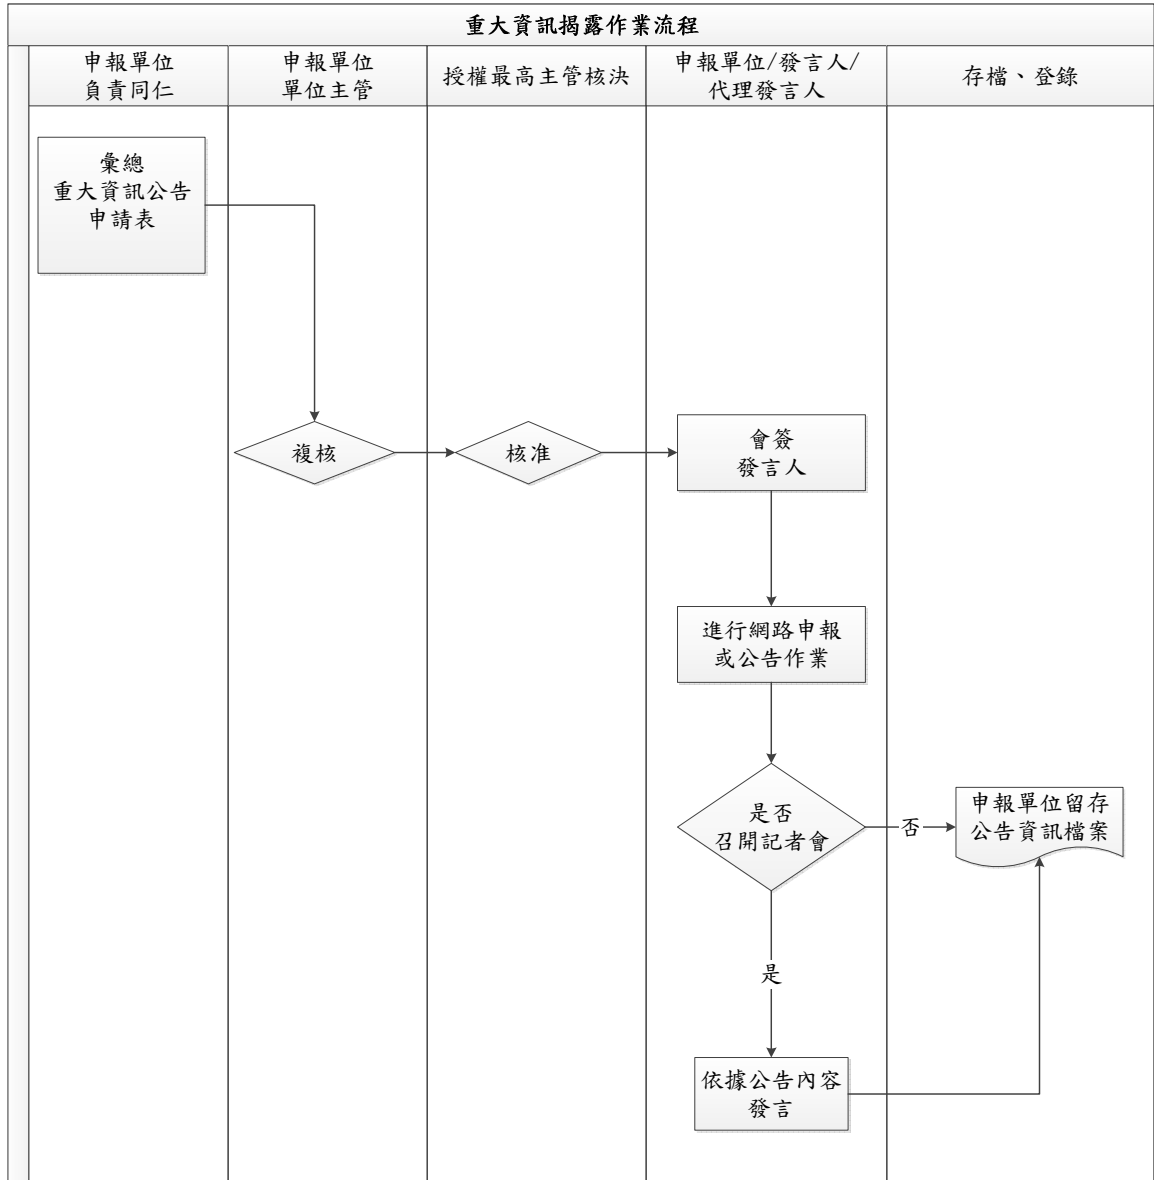 重大資訊揭露作業流程
申報單位
負責同仁
申報單位
單位主管
授權最高主管核決
申報單位/發言人/
代理發言人
存檔、登錄
彙總
重大資訊公告
申請表
複核
核准
會簽
發言人
進行網路申報
或公告作業
是否
召開記者會
否
申報單位留存
公告資訊檔案
是
依據公告內容
發言